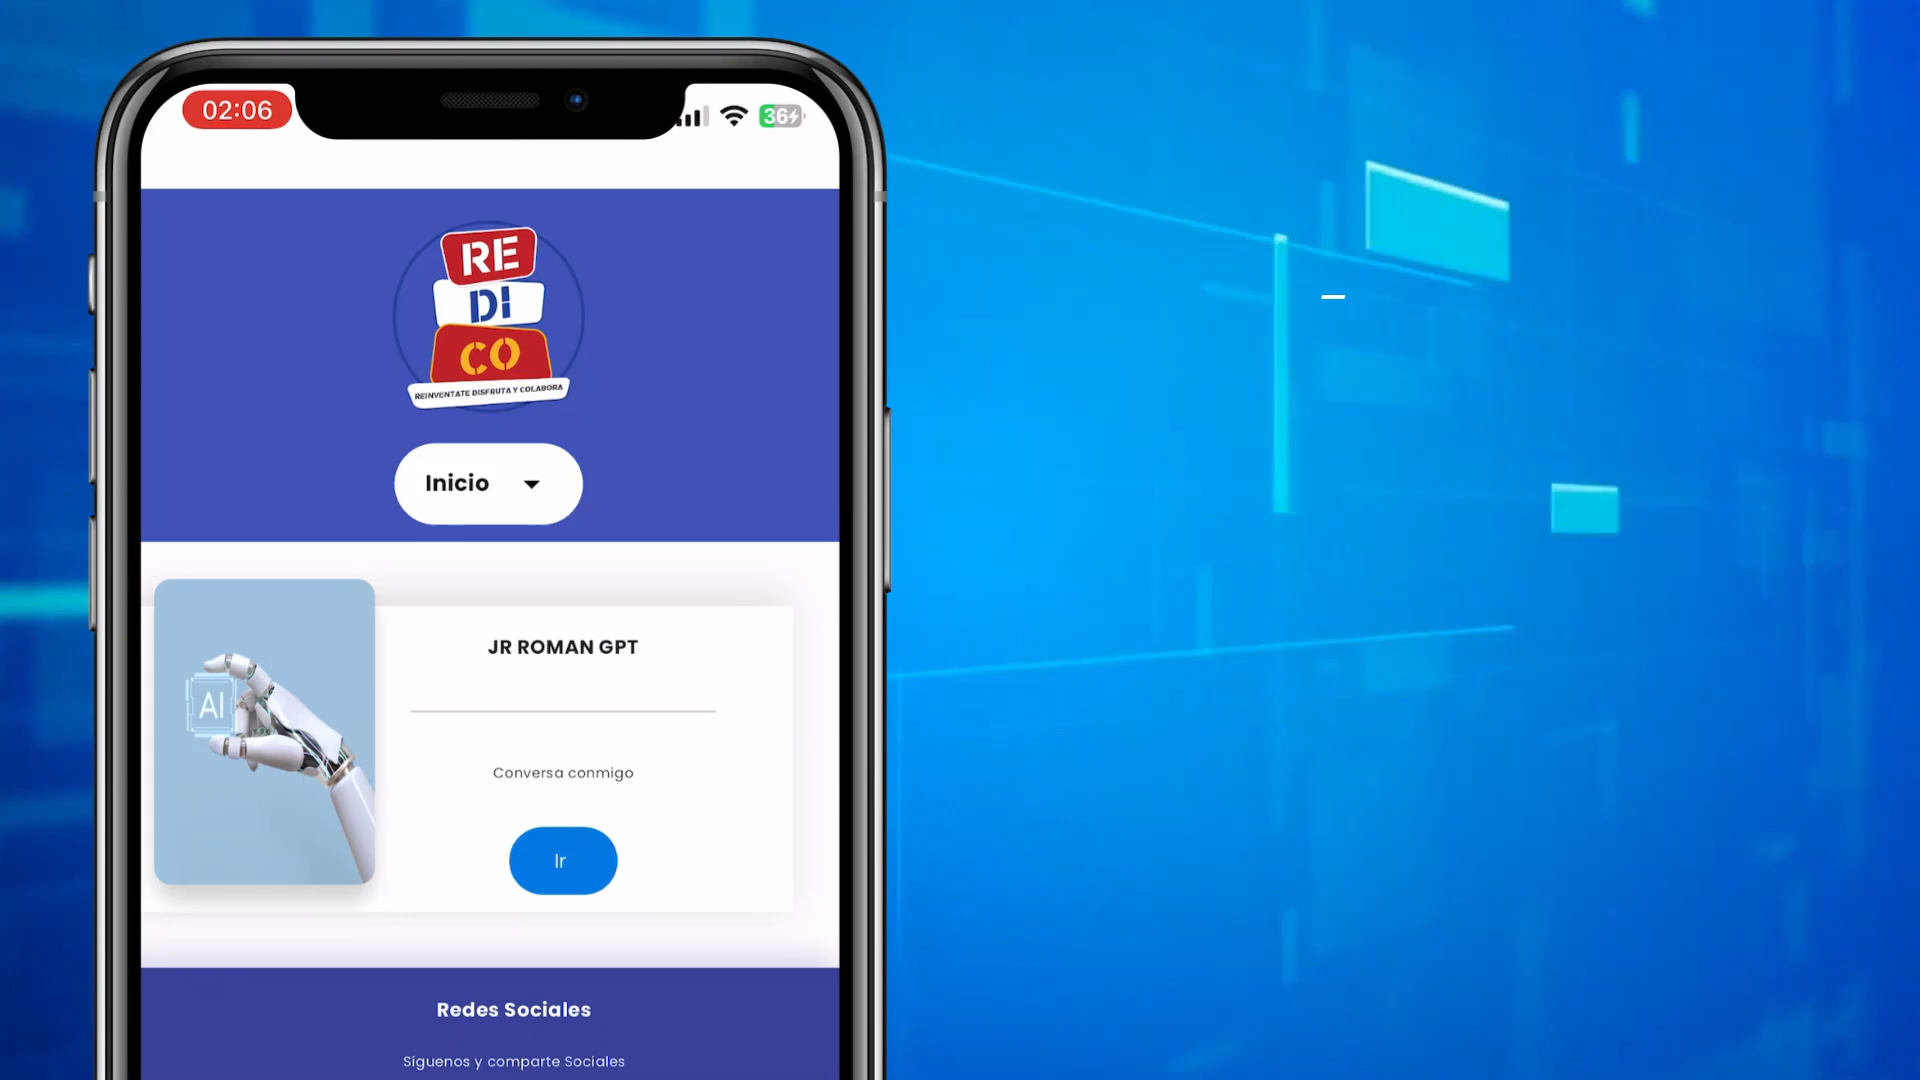 02:06
36
RE
DI
CO
REINVENTATE DISFRUTA Y COLABORA
Inicio
AI
JR ROMAN GPT
Conversa conmigo
Ir
Redes Sociales
Síguenos y comparte Sociales